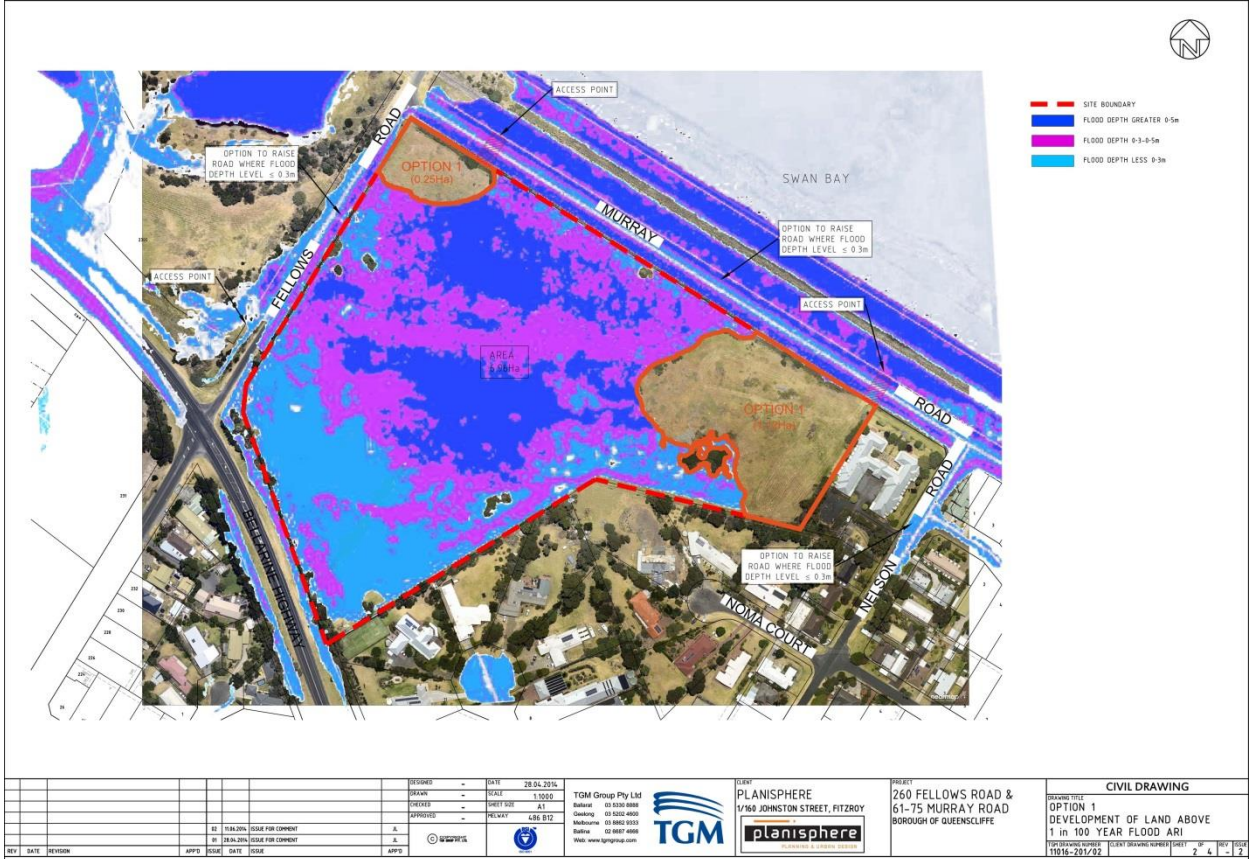 N
ACCESS POINT
SITE BOUNDARY
FLOOD DEPTH GREATER 0·5m
FLOOD DEPTH 0·3-0·5m
FLOOD DEPTH LESS 0·3m
ROAD
OPTION TO RAISE
ROAD WHERE FLOOD
DEPTH LEVEL ≤ 0.3m
OPTION 1
(0.25Ha)
SWAN BAY
MURRAY
OPTION TO RAISE
ROAD WHERE FLOOD
DEPTH LEVEL ≤ 0.3m
ACCESS POINT
FELLOWS
ACCESS POINT
AREA
OPTION 1
ROAD
ROAD
BELLARINE HIGHWAY
OPTION TO RAISE
ROAD WHERE FLOOD
DEPTH LEVEL ≤ 0.3m
NELSON
NOMA COURT
REV DATE REVISION APP'D ISSUE DATE ISSUE APP'D
02 11.06.2014 ISSUE FOR COMMENT JL
01 28.04.2014 ISSUE FOR COMMENT JL
DESIGNED -
DRAWN -
CHECKED -
APPROVED -
DATE 28.04.2014
SCALE 1:1000
SHEET SIZE A1
MELWAY 486 B12
TGM Group Pty Ltd
Ballarat 03 5330 8888
Geelong 03 5202 4600
Melbourne 03 8862 9333
Ballina 02 6687 4666
Web: www.tgmgroup.com
TGM
CLIENT
PLANISPHERE
1/160 JOHNSTON STREET, FITZROY
planisphere
PLANNING & URBAN DESIGN
PROJECT
260 FELLOWS ROAD &
61-75 MURRAY ROAD
BOROUGH OF QUEENSCLIFFE
CIVIL DRAWING
DRAWING TITLE
OPTION 1
DEVELOPMENT OF LAND ABOVE
1 in 100 YEAR FLOOD ARI
TGM DRAWING NUMBER CLIENT DRAWING NUMBER SHEET OF REV ISSUE
11016-201/02 2 4 - 2